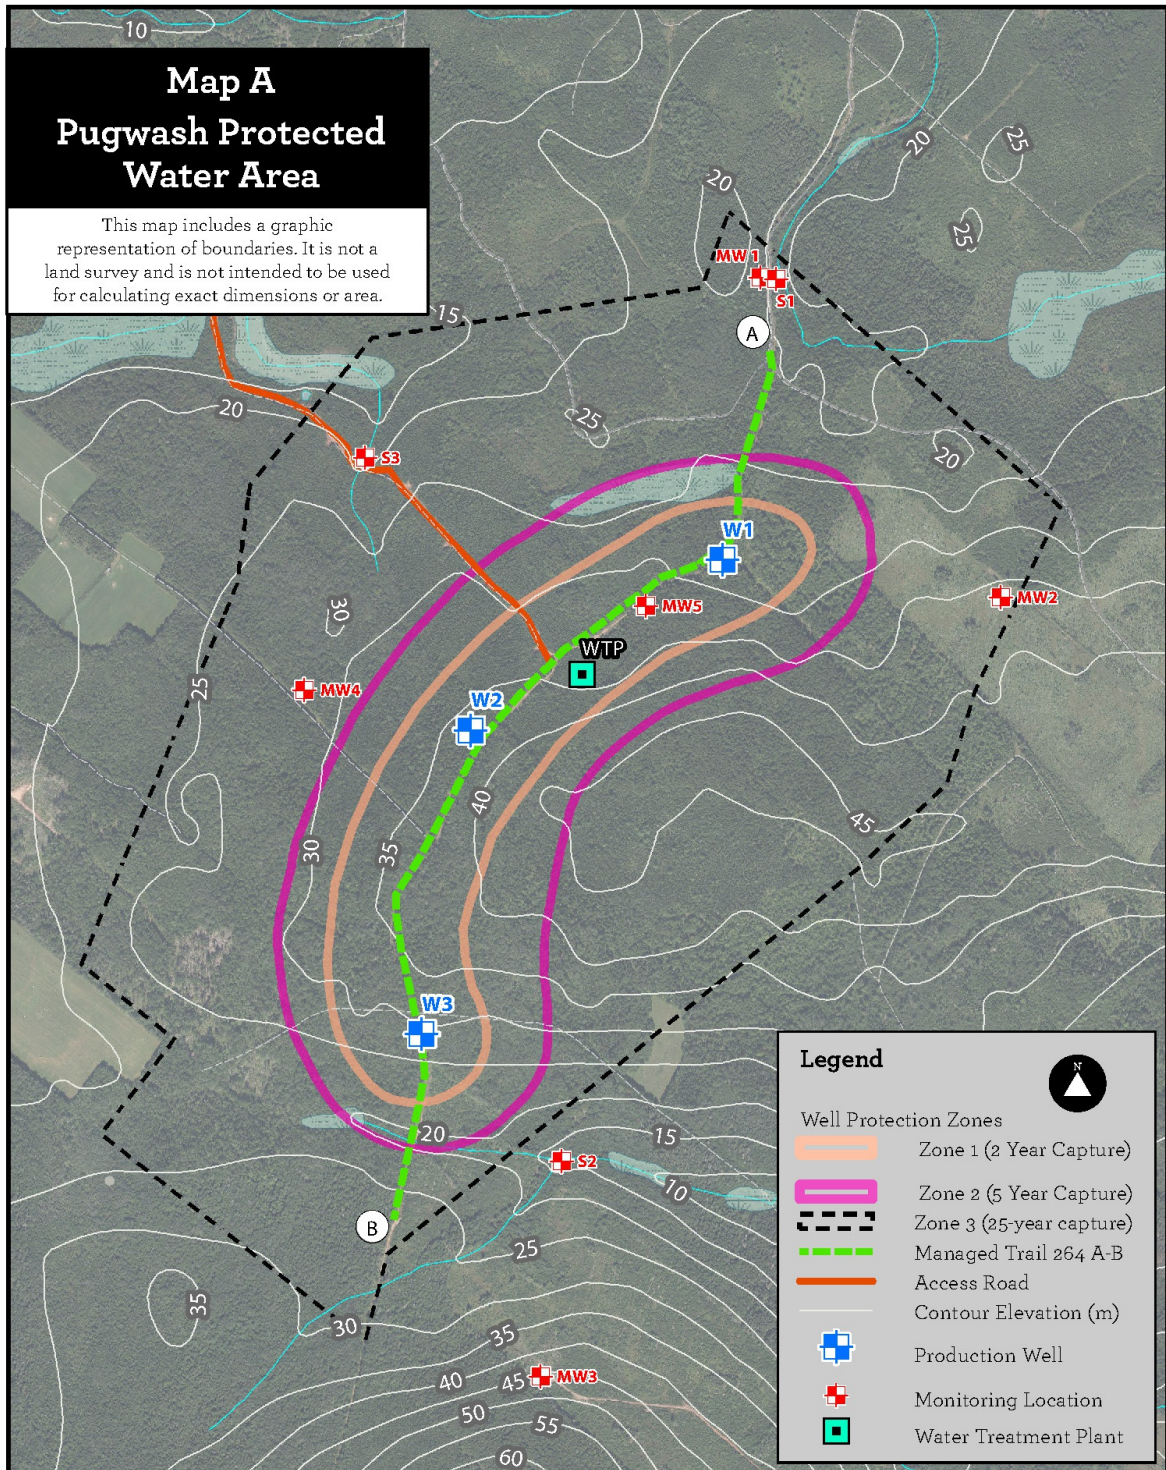 Map A
Pugwash Protected
Water Area
This map includes a graphic
representation of boundaries. It is not a
land survey and is not intended to be used
for calculating exact dimensions or area.
10
20
25
20
25
MW 1
S1
15
A
20
25
20
S3
W1
30
MW5
MW2
WTP
25
MW4
W2
40
45
30
35
W3
20
15
S2
10
B
25
35
30
35
40
45
MW3
50
55
60
Legend
N
Well Protection Zones
Zone 1 (2 Year Capture)
Zone 2 (5 Year Capture)
Zone 3 (25-year capture)
Managed Trail 264 A-B
Access Road
Contour Elevation (m)
Production Well
Monitoring Location
Water Treatment Plant